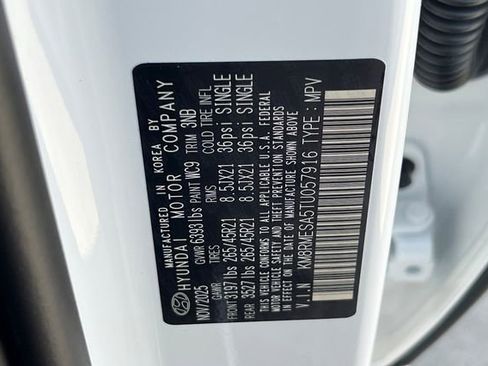 MANUFACTURED IN KOREA BY
HYUNDAI MOTOR COMPANY
NOV/2025 GVWR 6393 lbs PAINT WC9 TRIM 3NB
GAWR TIRES RIMS COLD TIRE INFL.
FRONT 3197 lbs 265/45R21 8.5JX21 36psi SINGLE
REAR 3527 lbs 265/45R21 8.5JX21 36psi SINGLE
THIS VEHICLE CONFORMS TO ALL APPLICABLE U.S.A. FEDERAL
MOTOR VEHICLE SAFETY, BUMPER, AND THEFT PREVENTION STANDARDS
IN EFFECT ON THE DATE OF MANUFACTURE SHOWN ABOVE
V.I.N : KM8RMESA5TU057916 TYPE : MPV